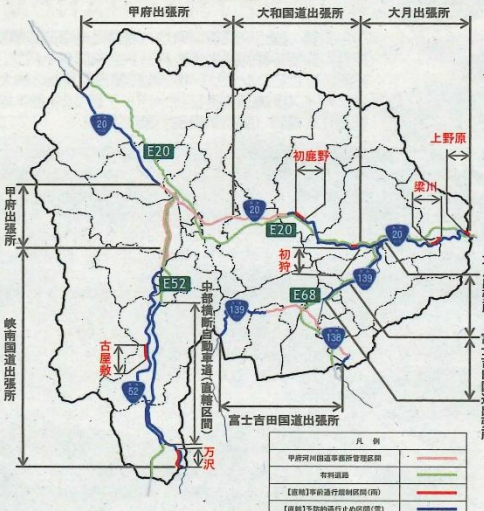 甲府出張所
大和国道出張所
大月出張所
上野原
20
E20
初鹿野
梁川
甲府出張所
20
E20
20
初狩
E52
E68
139
139
138
中部横断自動車道(直轄区間)
峡南国道出張所
古屋敷
52
富士吉田国道出張所
万沢
凡 例
甲府河川国道事務所管理区間
有料道路
【直轄】事前通行規制区間(雨)
【直轄】予防的通行止め区間(雪)